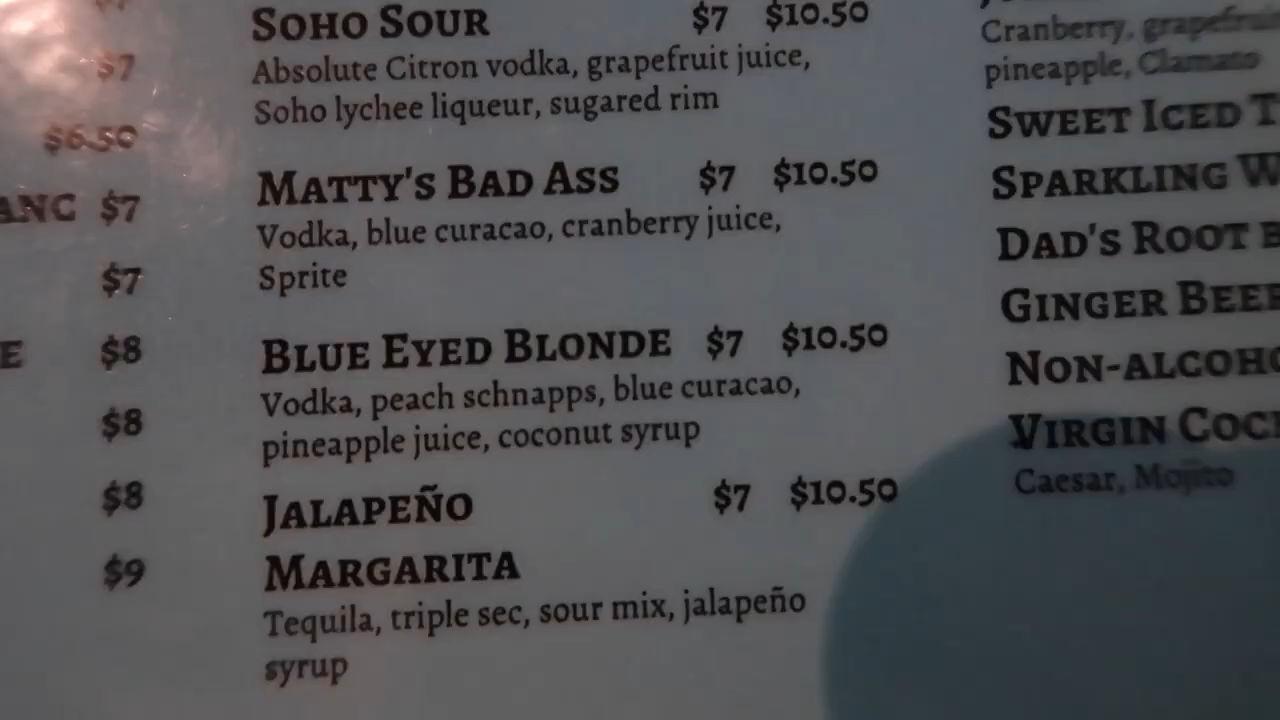 $7
$6.50
$7
$7
E $8
$8
$8
$9
SOHO SOUR $7 $10.50
Absolute Citron vodka, grapefruit juice,
Soho lychee liqueur, sugared rim
MATTY'S BAD ASS $7 $10.50
Vodka, blue curacao, cranberry juice,
Sprite
BLUE EYED BLONDE $7 $10.50
Vodka, peach schnapps, blue curacao,
pineapple juice, coconut syrup
JALAPEÑO $7 $10.50
MARGARITA
Tequila, triple sec, sour mix, jalapeño
syrup
Cranberry, grapefrui
pineapple, Clamato
SWEET ICED T
SPARKLING W
DAD'S ROOT B
GINGER BEE
NON-ALCOHO
VIRGIN COC
Caesar, Mojito